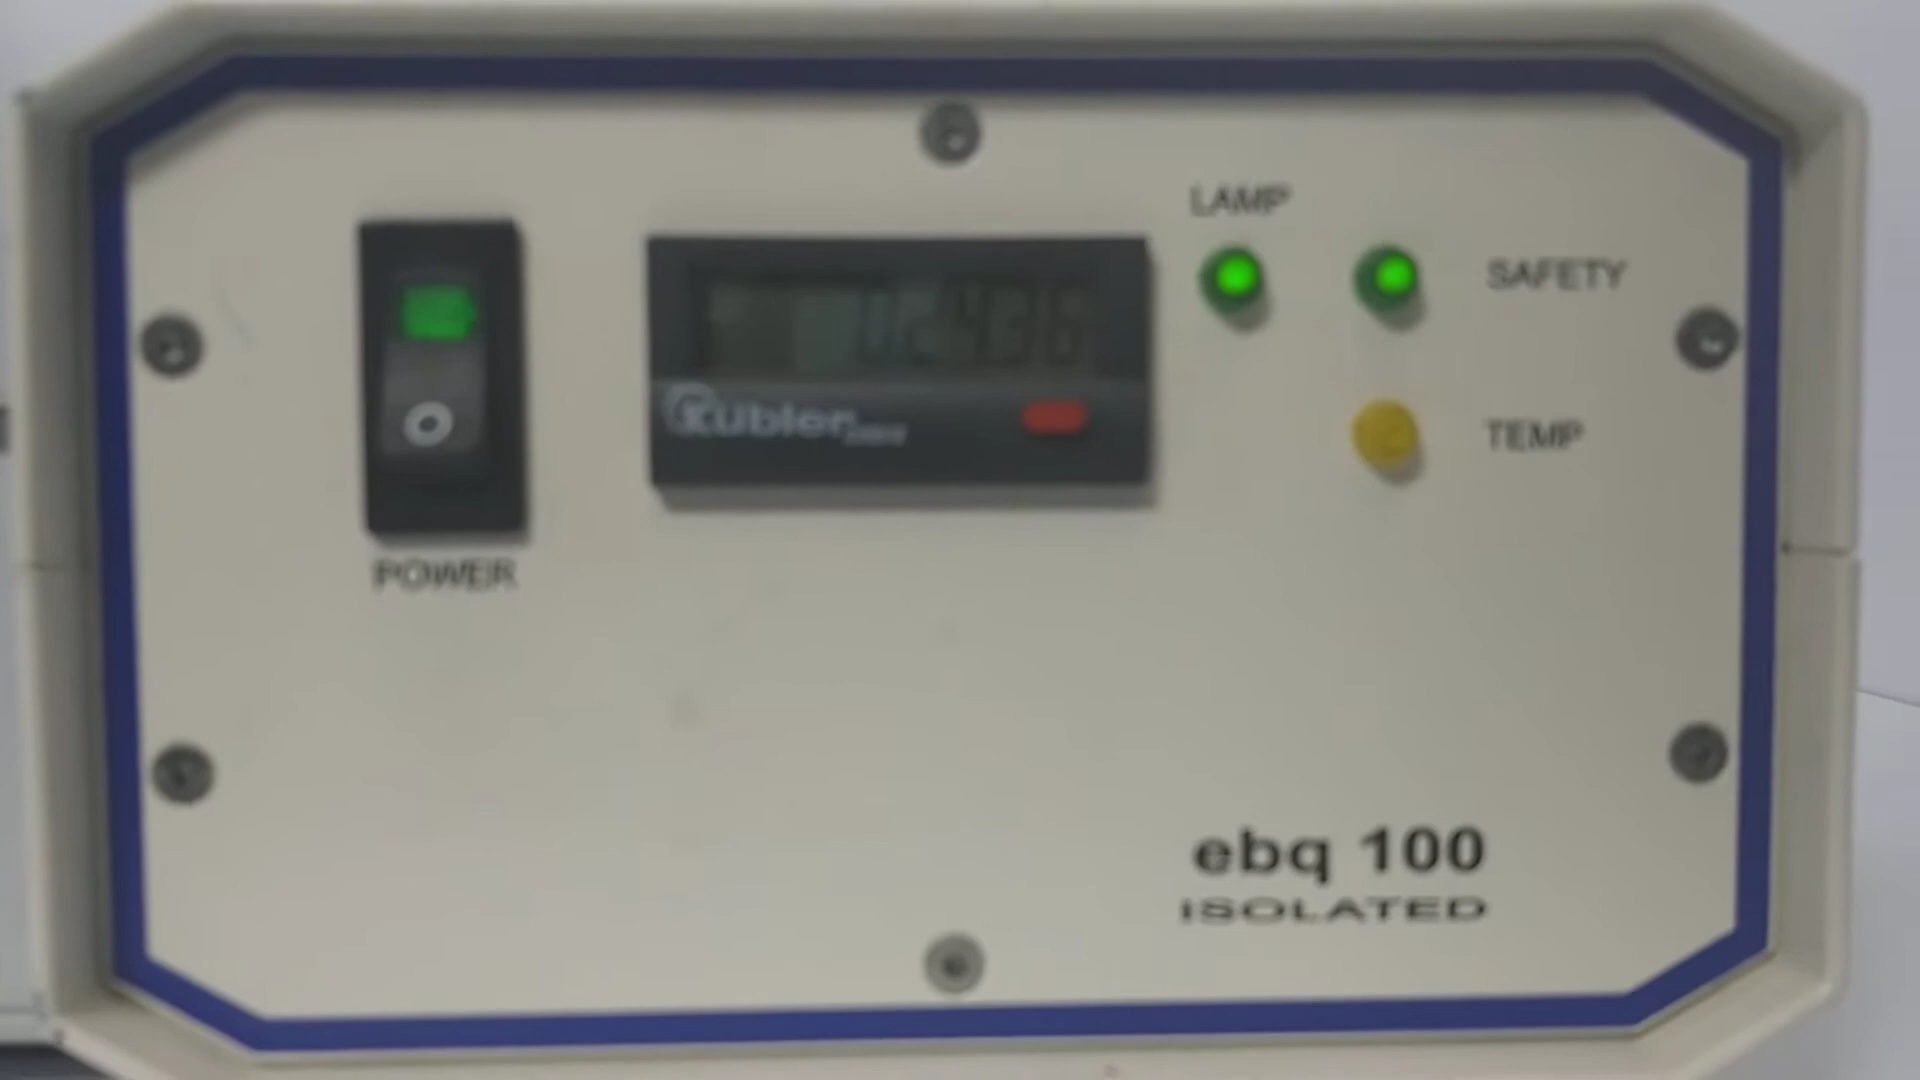 LAMP
SAFETY
Kübler
TEMP
O
POWER
ebq 100
ISOLATED